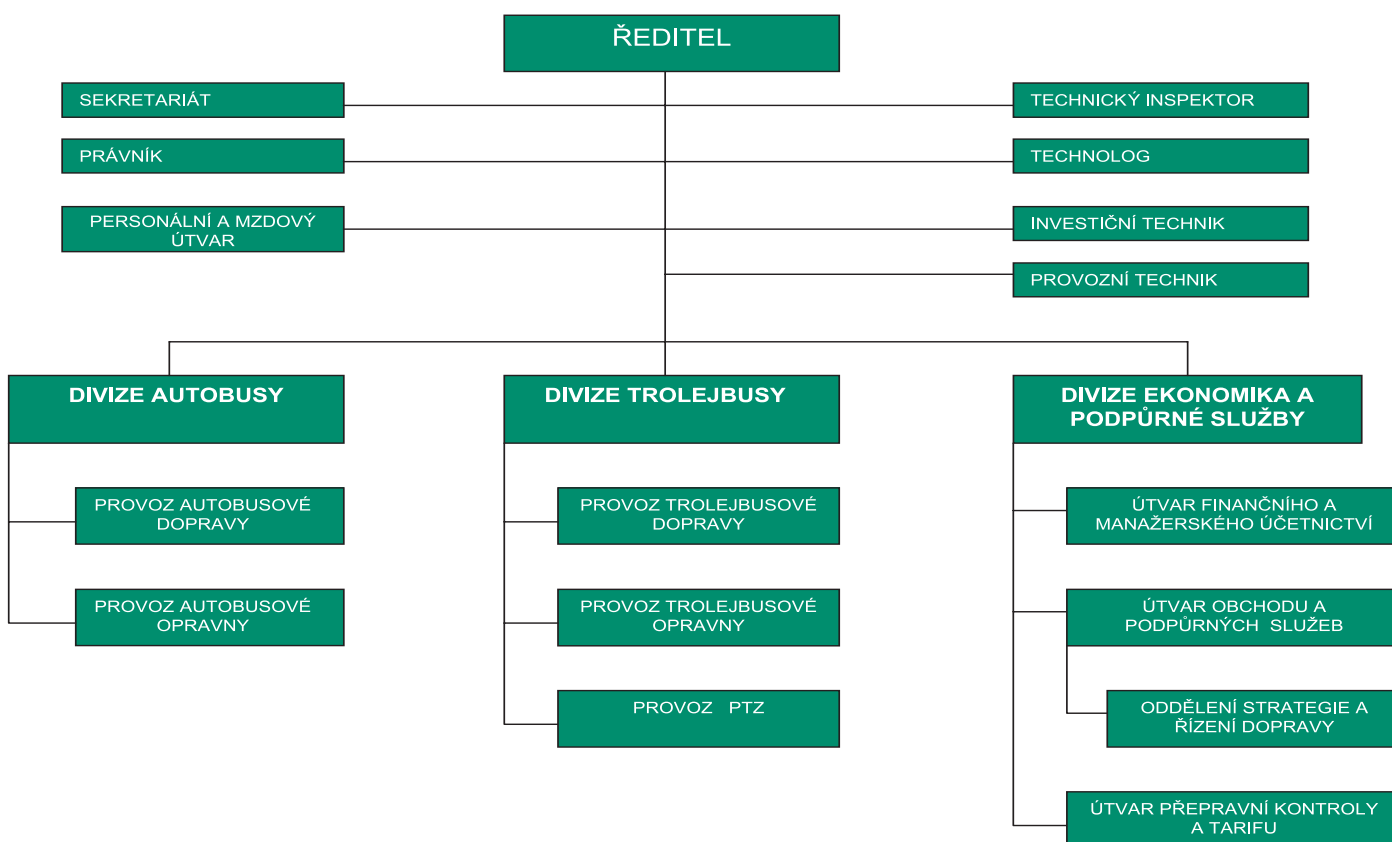 ŘEDITEL
SEKRETARIÁT
TECHNICKÝ INSPEKTOR
PRÁVNÍK
TECHNOLOG
PERSONÁLNÍ A MZDOVÝ
ÚTVAR
INVESTIČNÍ TECHNIK
PROVOZNÍ TECHNIK
DIVIZE AUTOBUSY
PROVOZ AUTOBUSOVÉ
DOPRAVY
PROVOZ AUTOBUSOVÉ
OPRAVNY
DIVIZE TROLEJBUSY
PROVOZ TROLEJBUSOVÉ
DOPRAVY
PROVOZ TROLEJBUSOVÉ
OPRAVNY
PROVOZ PTZ
DIVIZE EKONOMIKA A
PODPŮRNÉ SLUŽBY
ÚTVAR FINANČNÍHO A
MANAŽERSKÉHO ÚČETNICTVÍ
ÚTVAR OBCHODU A
PODPŮRNÝCH SLUŽEB
ODDĚLENÍ STRATEGIE A
ŘÍZENÍ DOPRAVY
ÚTVAR PŘEPRAVNÍ KONTROLY
A TARIFU